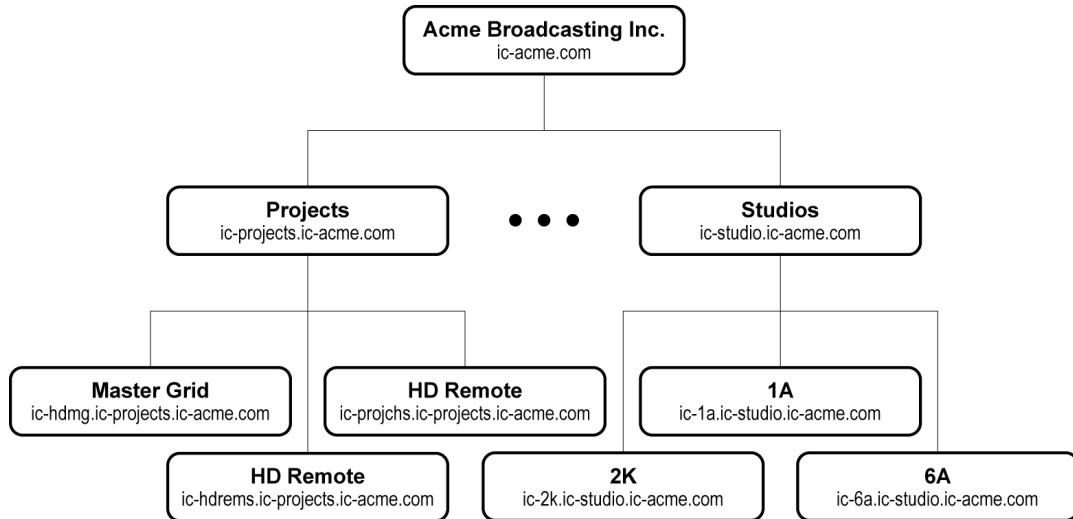 Acme Broadcasting Inc.
ic-acme.com
Projects
ic-projects.ic-acme.com
Studios
ic-studio.ic-acme.com
Master Grid
ic-hdmg.ic-projects.ic-acme.com
HD Remote
ic-projchs.ic-projects.ic-acme.com
1A
ic-1a.ic-studio.ic-acme.com
HD Remote
ic-hdrems.ic-projects.ic-acme.com
2K
ic-2k.ic-studio.ic-acme.com
6A
ic-6a.ic-studio.ic-acme.com